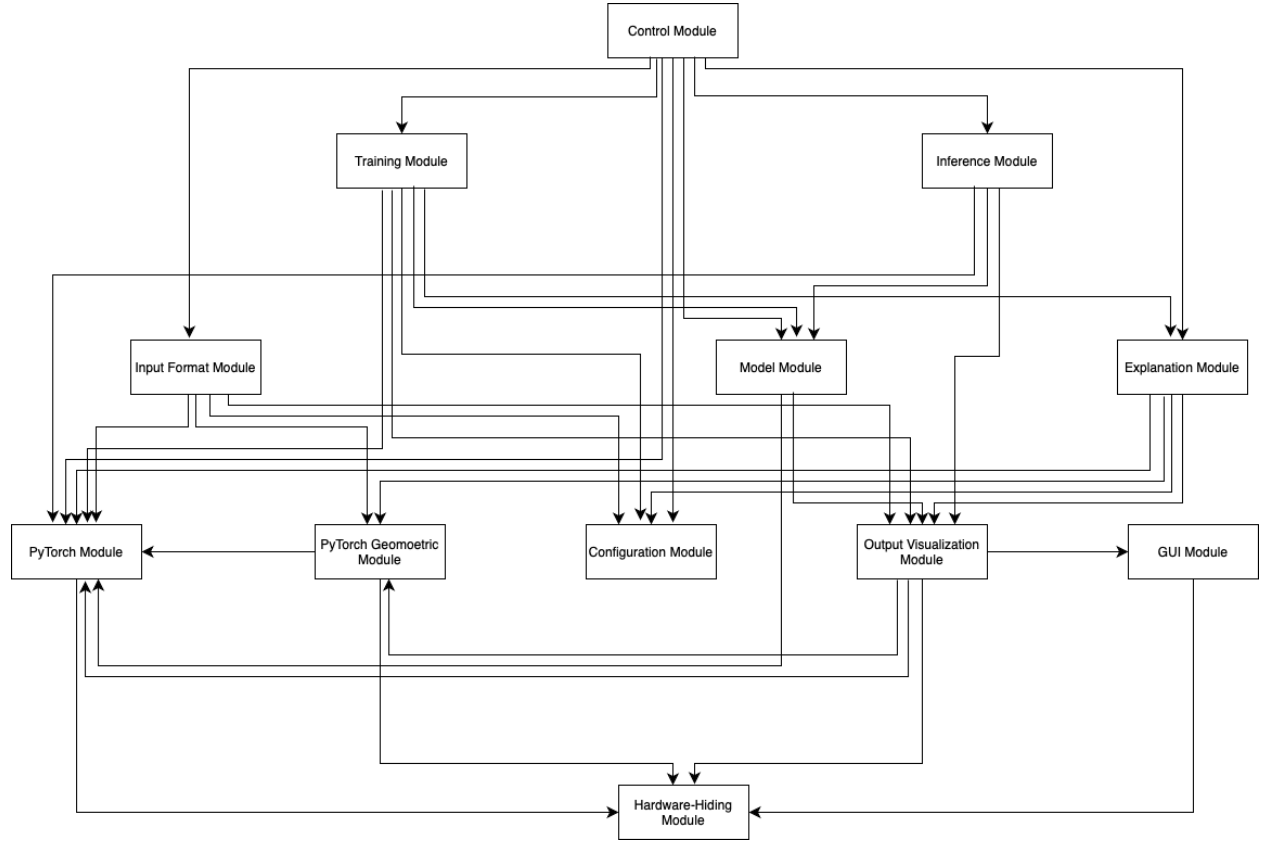 Control Module
Training Module
Inference Module
Input Format Module
Model Module
Explanation Module
PyTorch Module
PyTorch Geomoetric
Module
Configuration Module
Output Visualization
Module
GUI Module
Hardware-Hiding
Module